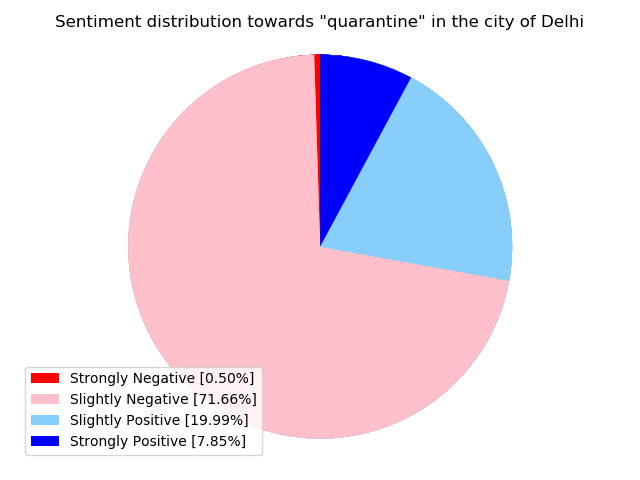 Sentiment distribution towards "quarantine" in the city of Delhi
Strongly Negative [0.50%]
Slightly Negative [71.66%]
Slightly Positive [19.99%]
Strongly Positive [7.85%]